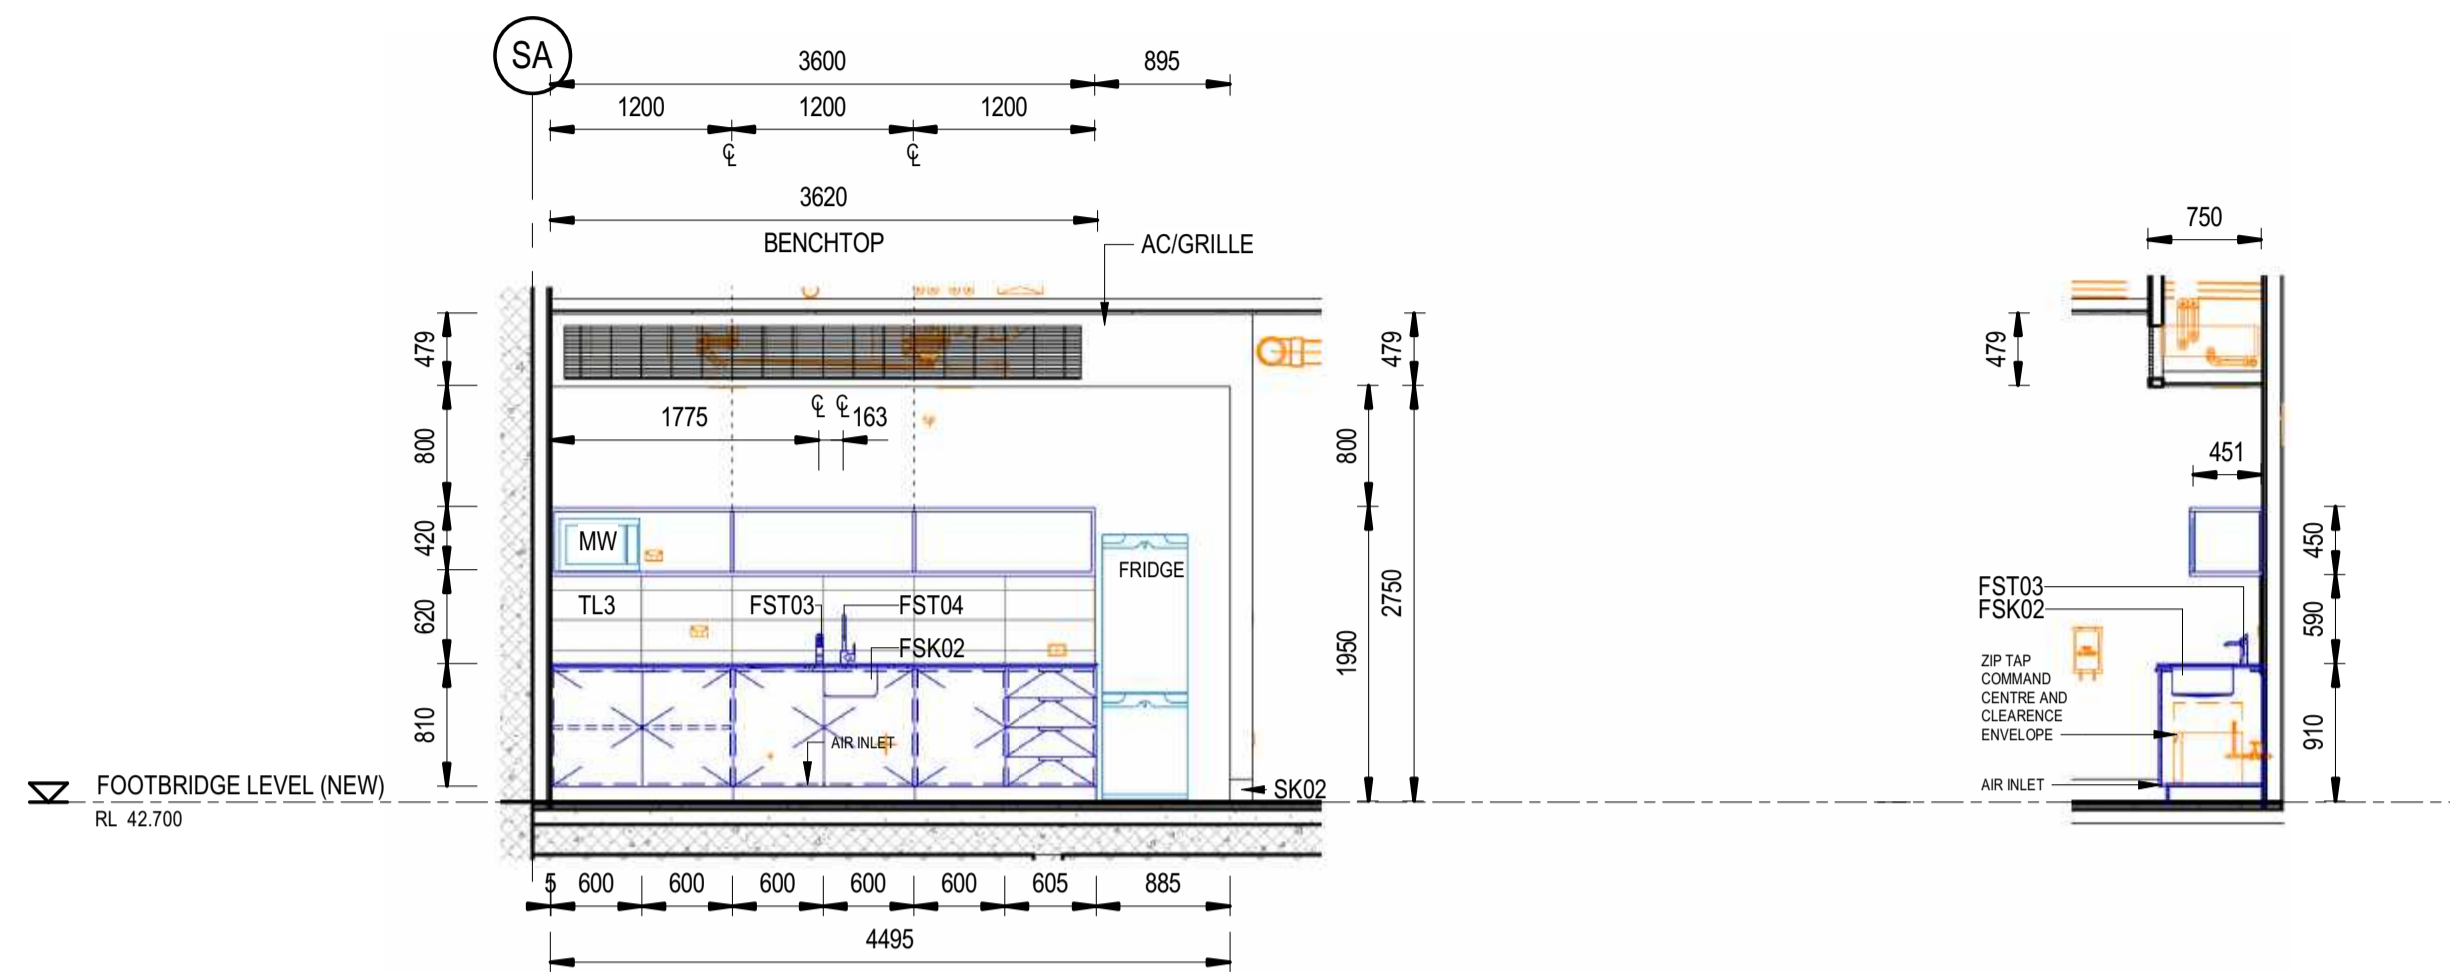 SA
3600
895
1200
1200
1200
℄
℄
3620
BENCHTOP
AC/GRILLE
750
479
479
479
1775
℄
℄
163
800
800
451
420
MW
FRIDGE
450
620
TL3
FST03
FST04
FSK02
2750
1950
FST03
FSK02
590
ZIP TAP
COMMAND
CENTRE AND
CLEARENCE
ENVELOPE
810
AIR INLET
910
AIR INLET
FOOTBRIDGE LEVEL (NEW)
RL 42.700
SK02
5
600
600
600
600
600
605
885
4495